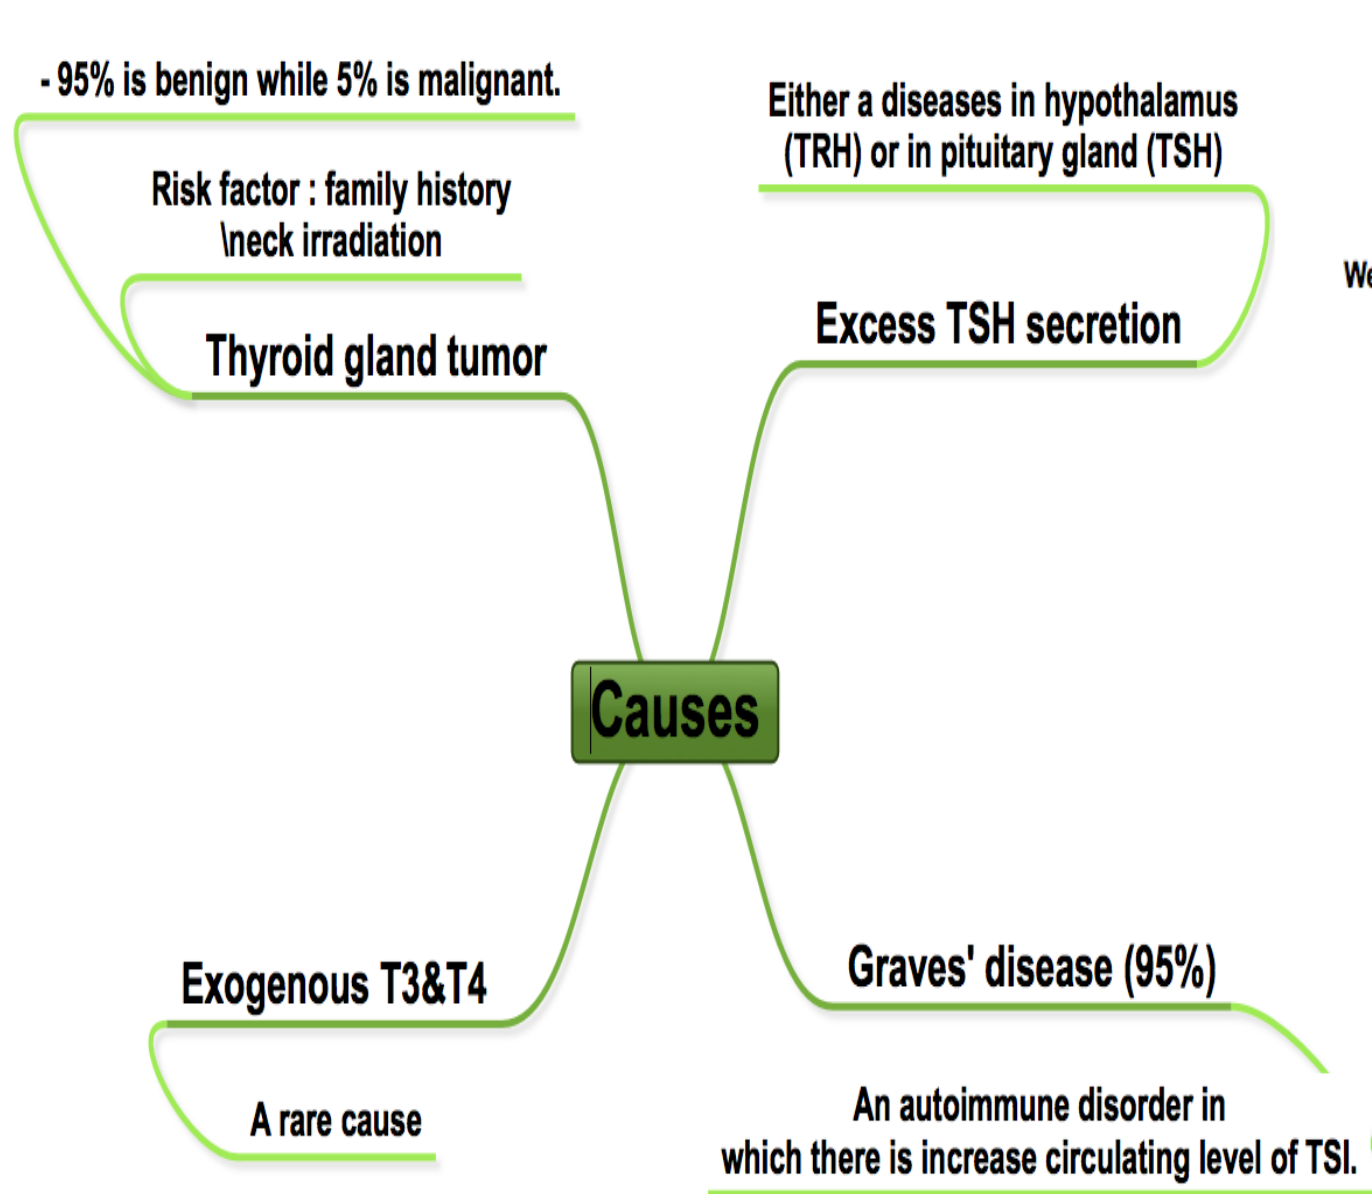 - 95% is benign while 5% is malignant.
Risk factor : family history
\neck irradiation
Thyroid gland tumor
Either a diseases in hypothalamus
(TRH) or in pituitary gland (TSH)
Excess TSH secretion
We
Causes
Exogenous T3&T4
A rare cause
Graves' disease (95%)
An autoimmune disorder in
which there is increase circulating level of TSI.